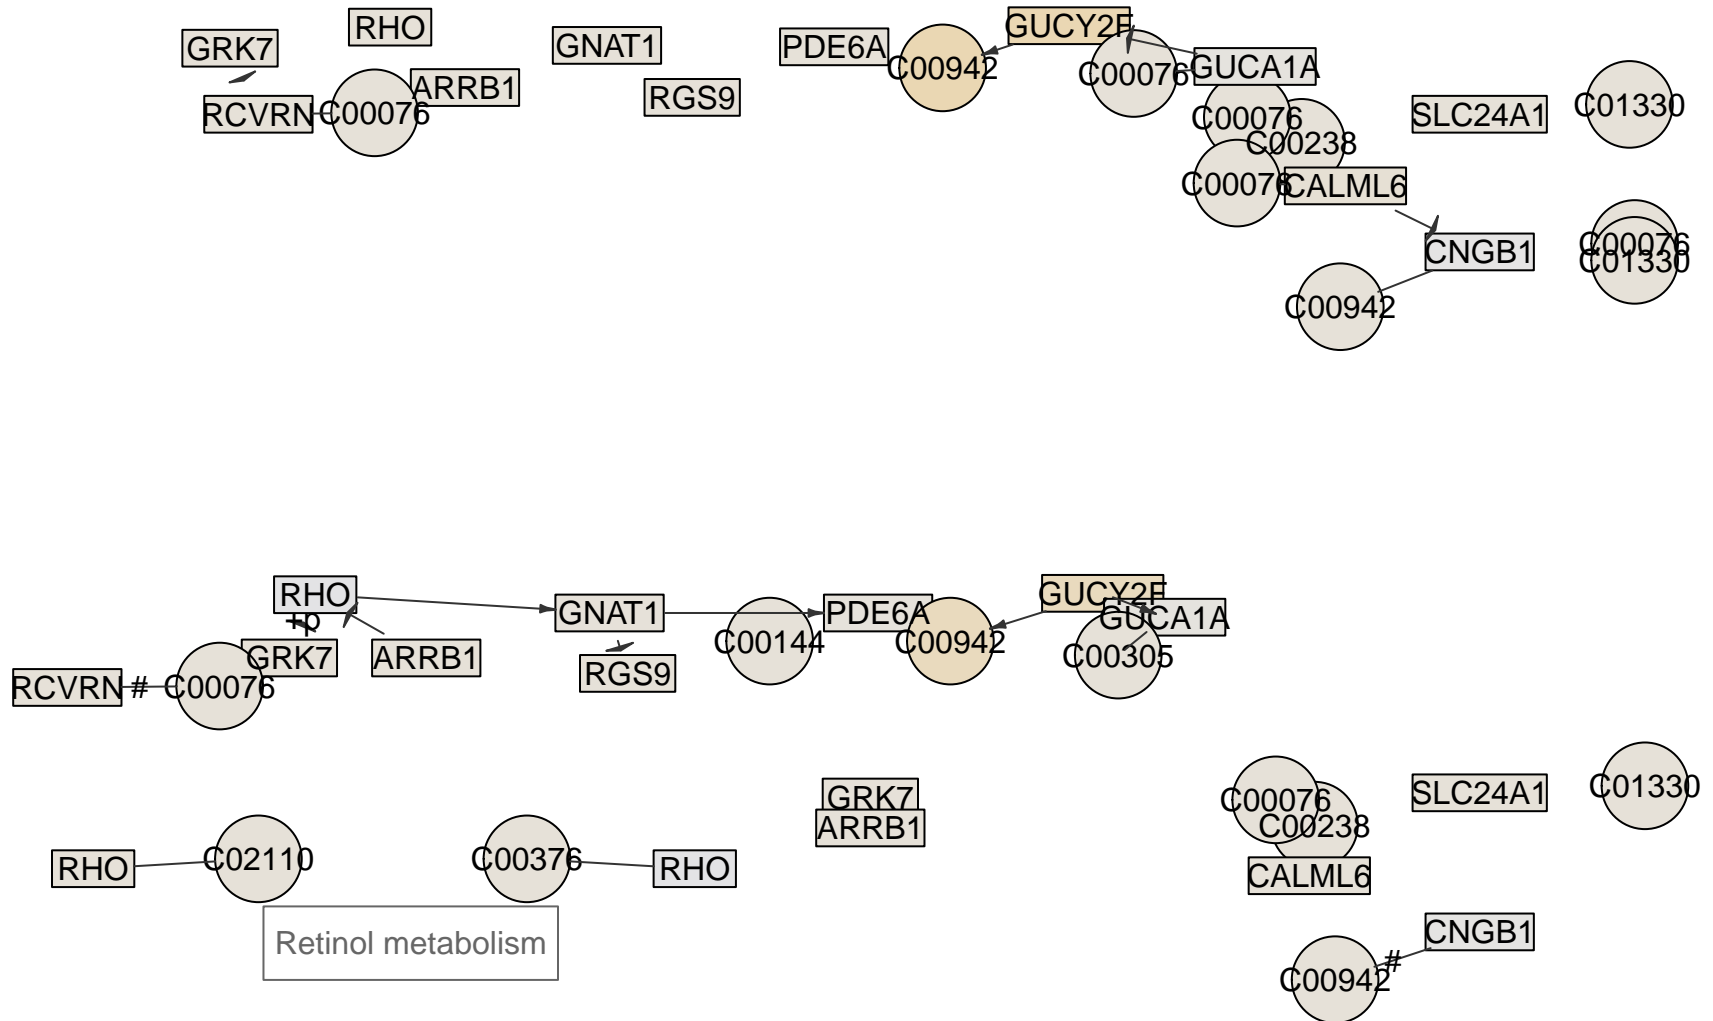 RHO
GRK7
GNAT1
PDE6A
C00942
GUCY2F
C00076
GUCA1A
ARRB1
RCVRN
C00076
RGS9
C00076
C00238
SLC24A1
C01330
C00076
CALML6
CNGB1
C00076
C01330
C00942
RHO
+p
GNAT1
PDE6A
GUCY2F
GUCA1A
GRK7
ARRB1
RGS9
C00144
C00942
C00305
RCVRN
#
C00076
GRK7
ARRB1
C00076
C00238
SLC24A1
C01330
RHO
C02110
C00376
RHO
CALML6
Retinol metabolism
CNGB1
#
C00942